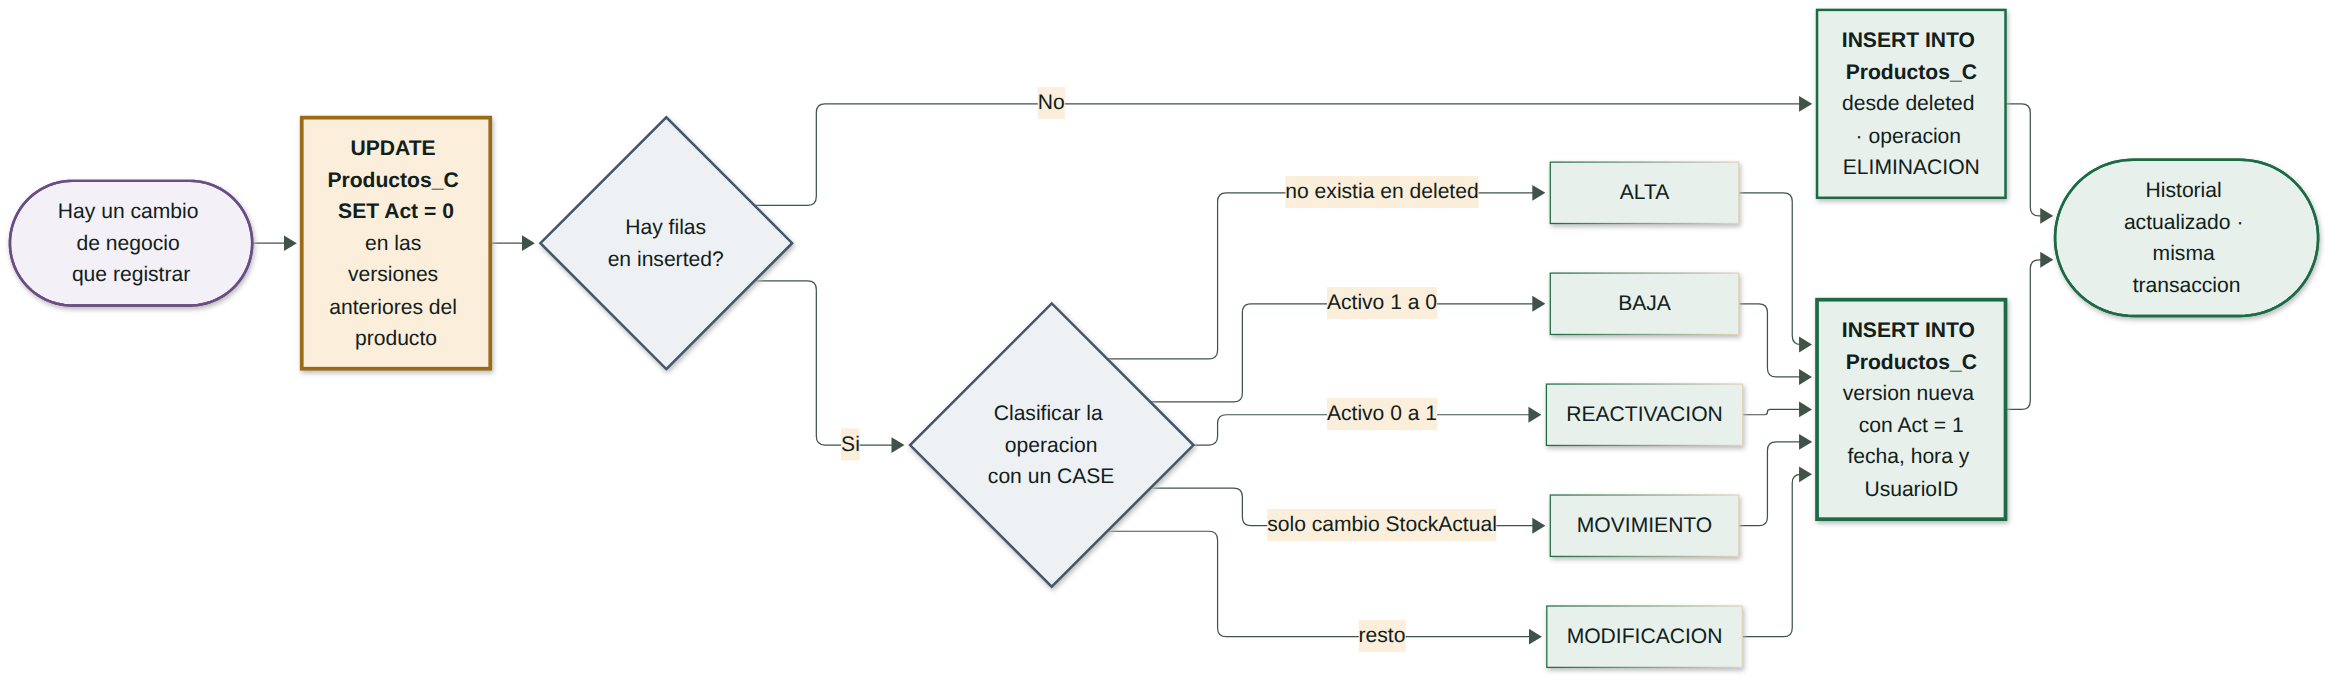 Hay un cambio
de negocio
que registrar
UPDATE
Productos_C
SET Act = 0
en las
versiones
anteriores del
producto
Hay filas
en inserted?
No
Si
Clasificar la
operacion
con un CASE
no existia en deleted
Activo 1 a 0
Activo 0 a 1
solo cambio StockActual
resto
ALTA
BAJA
REACTIVACION
MOVIMIENTO
MODIFICACION
INSERT INTO
Productos_C
desde deleted
· operacion
ELIMINACION
INSERT INTO
Productos_C
version nueva
con Act = 1
fecha, hora y
UsuarioID
Historial
actualizado ·
misma
transaccion